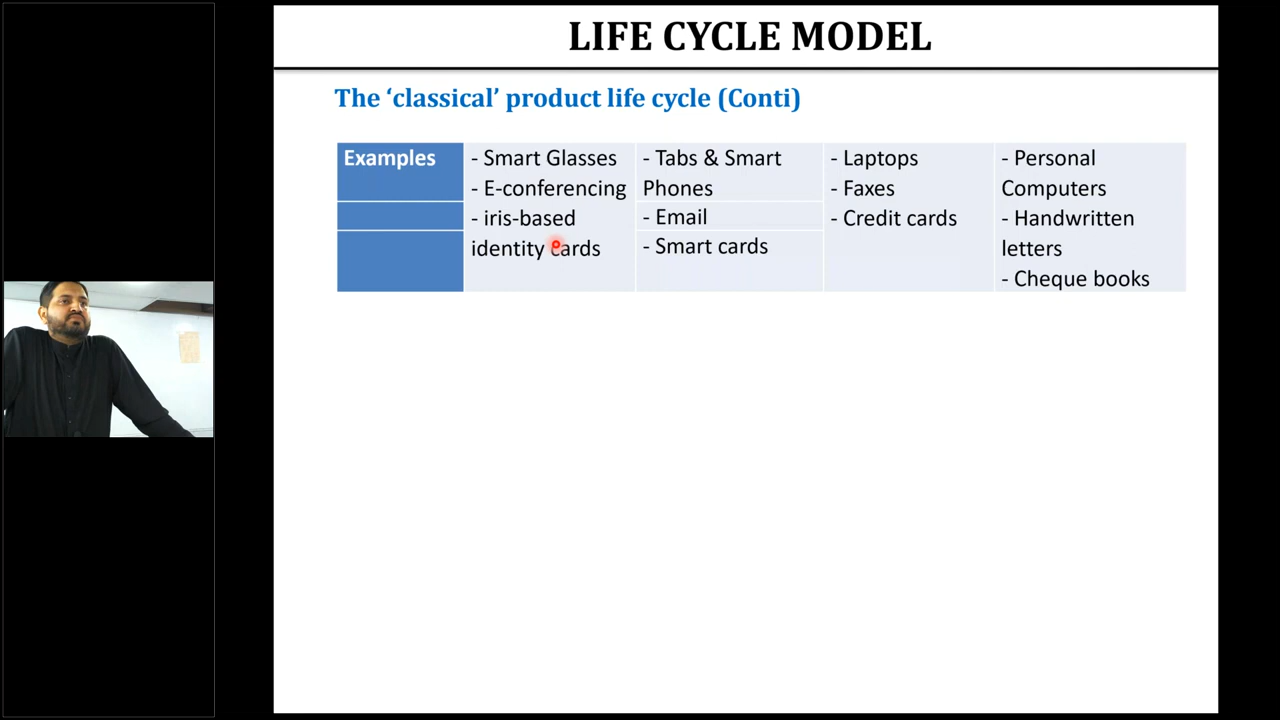 LIFE CYCLE MODEL
The ‘classical’ product life cycle (Conti)
Examples
- Smart Glasses
- E-conferencing
- iris-based
identity cards
- Tabs & Smart
Phones
- Email
- Smart cards
- Laptops
- Faxes
- Credit cards
- Personal
Computers
- Handwritten
letters
- Cheque books